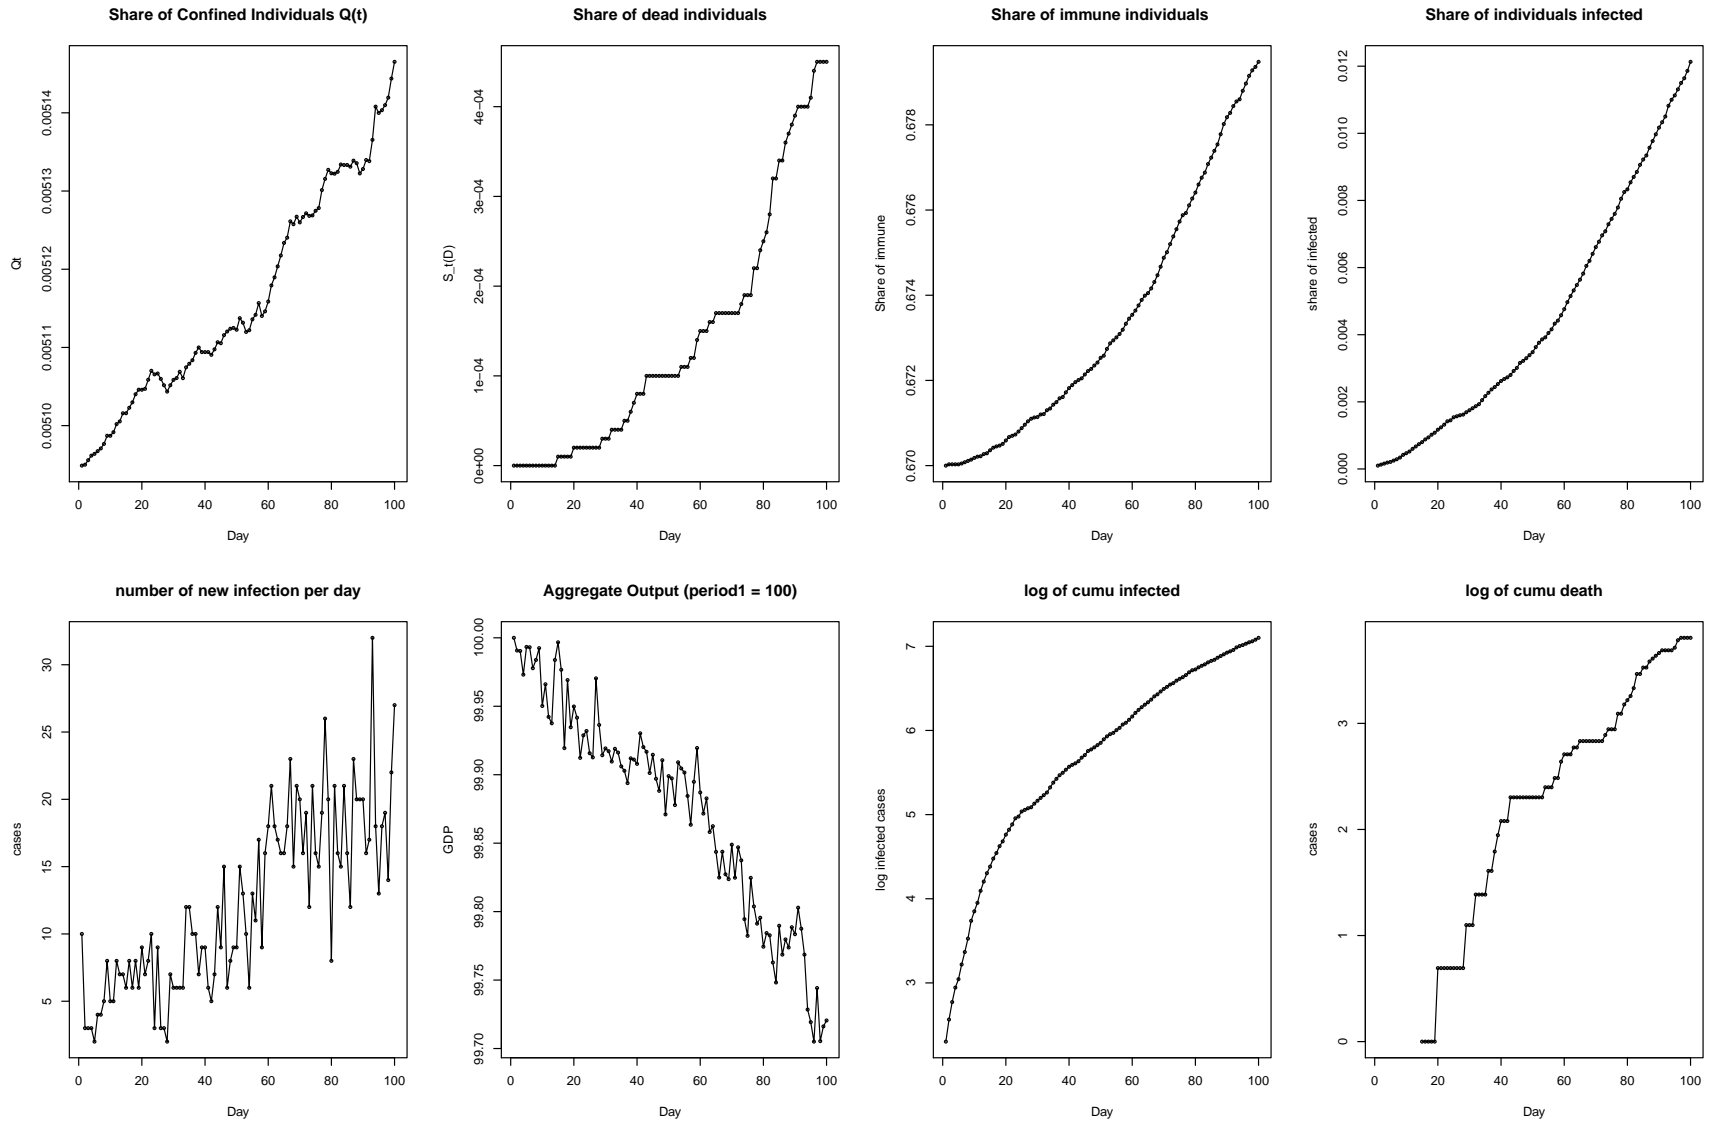 Share of Confined Individuals Q(t)
Qt
0.00510 0.00511 0.00512 0.00513 0.00514
0 20 40 60 80 100
Day
Share of dead individuals
S_t(D)
0e+00 1e−04 2e−04 3e−04 4e−04
0 20 40 60 80 100
Day
Share of immune individuals
Share of immune
0.670 0.672 0.674 0.676 0.678
0 20 40 60 80 100
Day
Share of individuals infected
share of infected
0.000 0.002 0.004 0.006 0.008 0.010 0.012
0 20 40 60 80 100
Day
number of new infection per day
cases
5 10 15 20 25 30
0 20 40 60 80 100
Day
Aggregate Output (period1 = 100)
GDP
99.70 99.75 99.80 99.85 99.90 99.95 100.00
0 20 40 60 80 100
Day
log of cumu infected
log infected cases
3 4 5 6 7
0 20 40 60 80 100
Day
log of cumu death
cases
0 1 2 3
0 20 40 60 80 100
Day